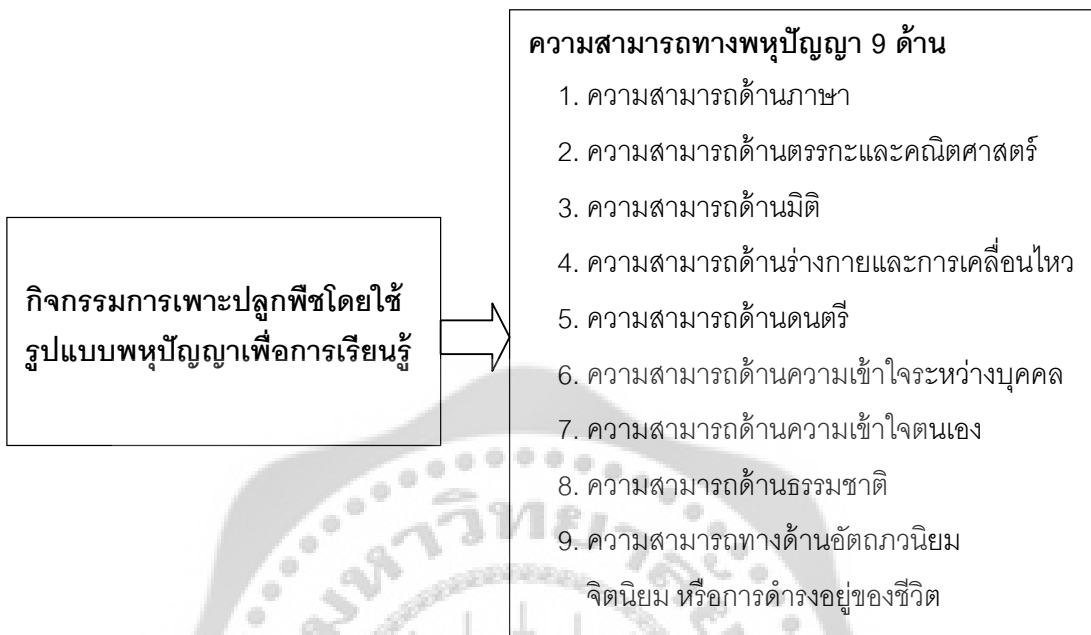 ความสามารถทางพหุปัญญา 9 ด้าน
1. ความสามารถด้านภาษา
2. ความสามารถด้านตรรกะและคณิตศาสตร์
3. ความสามารถด้านมิติ
4. ความสามารถด้านร่างกายและการเคลื่อนไหว
5. ความสามารถด้านดนตรี
6. ความสามารถด้านความเข้าใจระหว่างบุคคล
7. ความสามารถด้านความเข้าใจตนเอง
8. ความสามารถด้านธรรมชาติ
9. ความสามารถทางด้านอัตถภวนิยม
จิตนิยม หรือการดำรงอยู่ของชีวิต
กิจกรรมการเพาะปลูกพืชโดยใช้
รูปแบบพหุปัญญาเพื่อการเรียนรู้